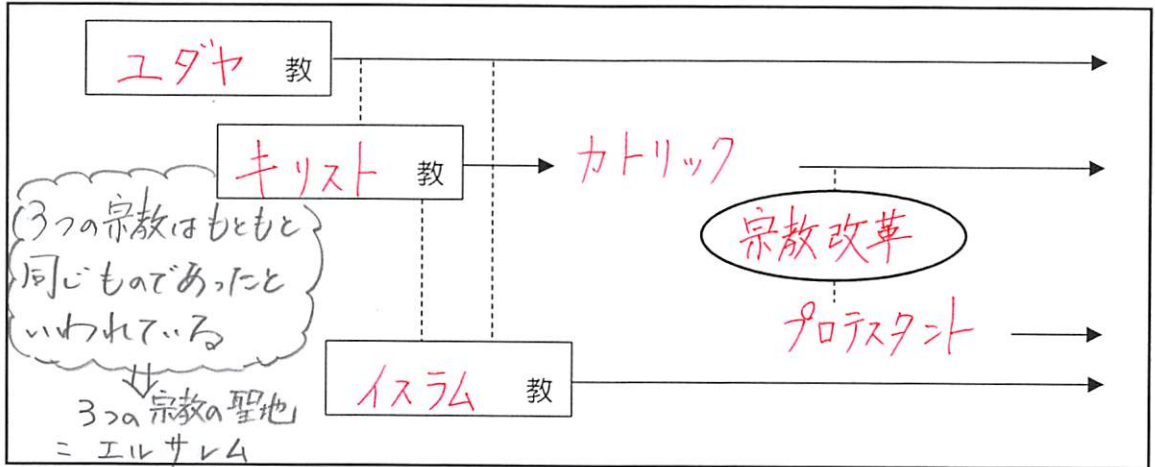 ユダヤ 教
キリスト 教
カトリック
3つの宗教はもともと
同じものであったと
いわれている
宗教改革
プロテスタント
イスラム 教
3つの宗教の聖地
= エルサレム